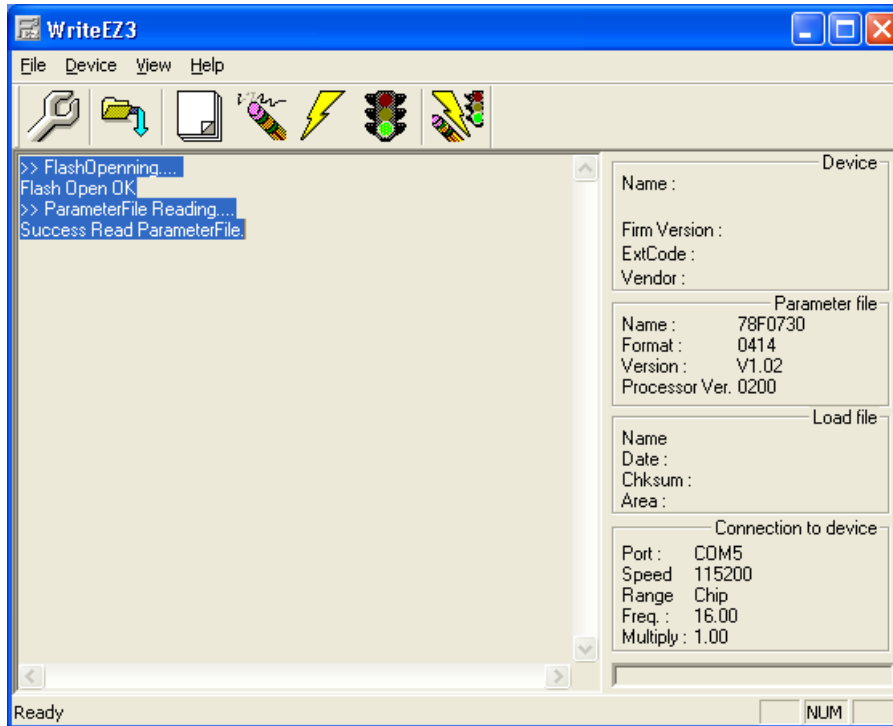 WriteEZ3
File Device View Help
>> FlashOpenning....
Flash Open OK
>> ParameterFile Reading....
Success Read ParameterFile.
Device
Name :
Firm Version :
ExtCode :
Vendor :
Parameter file
Name : 78F0730
Format : 0414
Version : V1.02
Processor Ver. 0200
Load file
Name
Date :
Chksum :
Area :
Connection to device
Port : COM5
Speed 115200
Range Chip
Freq. : 16.00
Multiply : 1.00
Ready NUM